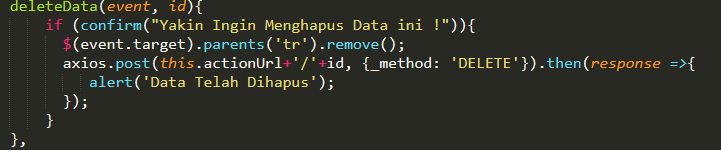 deleteData(event, id){
if (confirm("Yakin Ingin Menghapus Data ini !")){
$(event.target).parents('tr').remove();
axios.post(this.actionUrl+'/'+id, {_method: 'DELETE'}).then(response =>{
alert('Data Telah Dihapus');
});
}
},